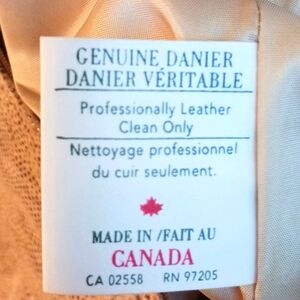 GENUINE DANIER
DANIER VÉRITABLE
Professionally Leather
Clean Only
Nettoyage professionnel
du cuir seulement.
MADE IN /FAIT AU
CANADA
CA 02558 RN 97205